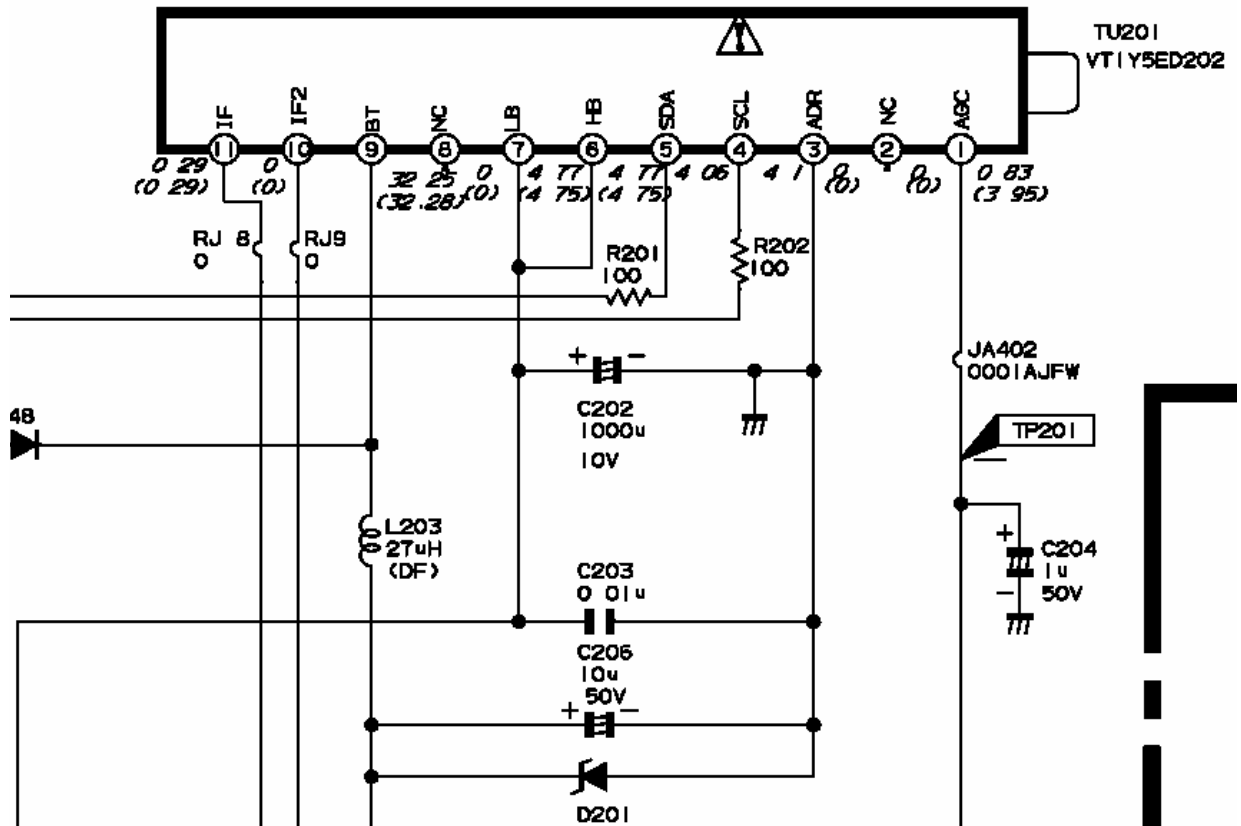 TU201
VT1Y5ED202
IF
IF2
BT
NC
LB
HB
SDA
SCL
ADR
NC
AGC
11
10
9
8
7
6
5
4
3
2
1
0 29
(0 29)
0
(0)
32 25
(32.28)
0
(0)
4 77
(4 75)
4 77
(4 75)
4 06
4 1
0
(0)
0
(0)
0 83
(3 95)
RJ 8
0
RJ9
0
R201
100
R202
100
JA402
0001AJFW
+
-
C202
1000u
10V
48
TP201
L203
27uH
(DF)
+
C204
1u
-
50V
C203
0 01u
C206
10u
50V
+
-
D201